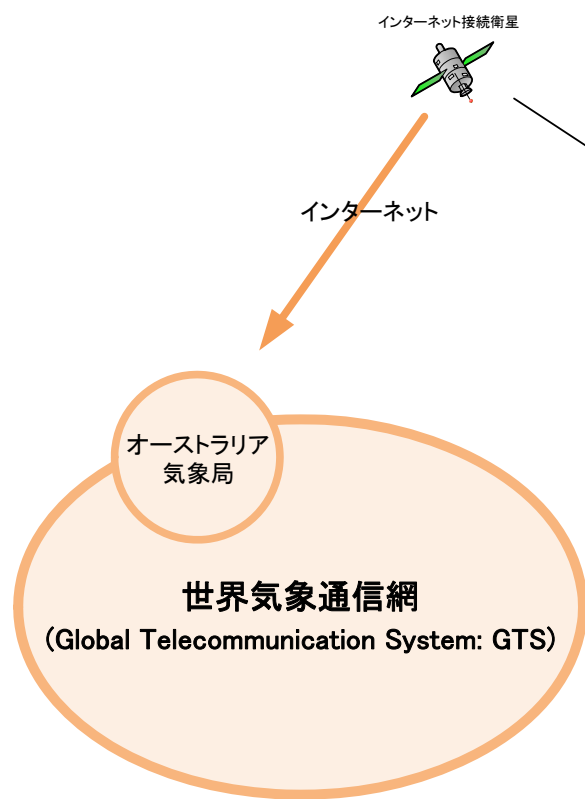 インターネット接続衛星
インターネット
オーストラリア
気象局
世界気象通信網
(Global Telecommunication System: GTS)